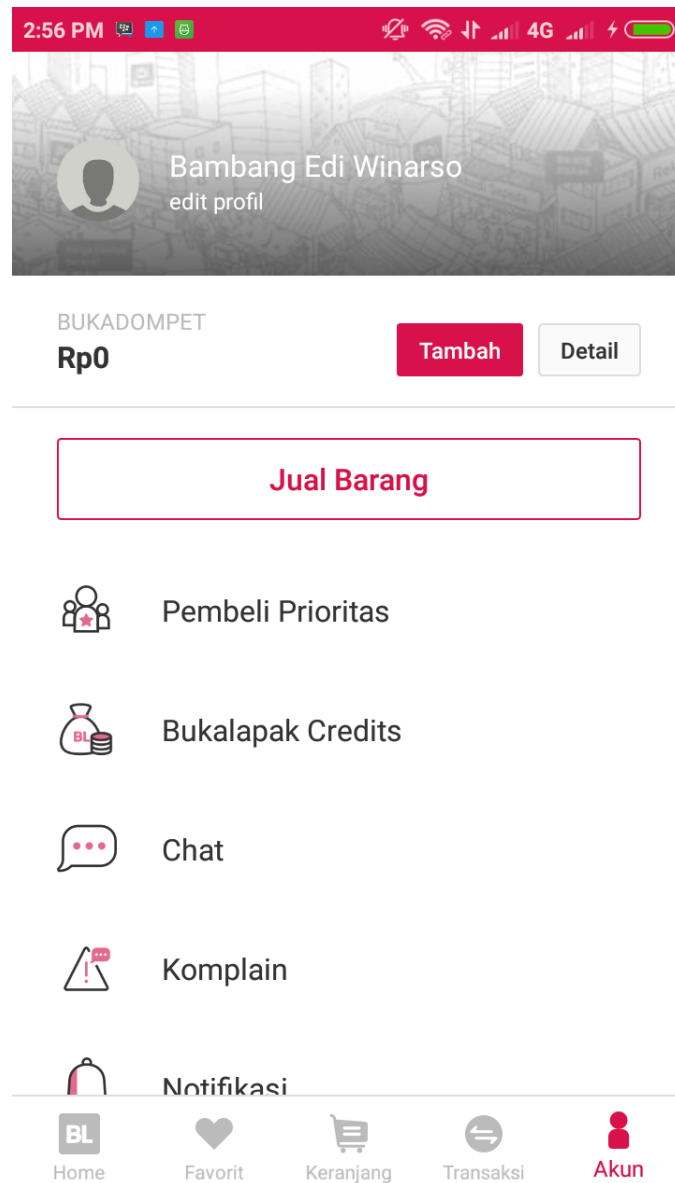 2:56 PM 4G
Bambang Edi Winarso
edit profil
BUKADOMPET
Rp0
Tambah
Detail
Jual Barang
Pembeli Prioritas
BL
Bukalapak Credits
Chat
Komplain
Notifikasi
BL
Home Favorit Keranjang Transaksi Akun